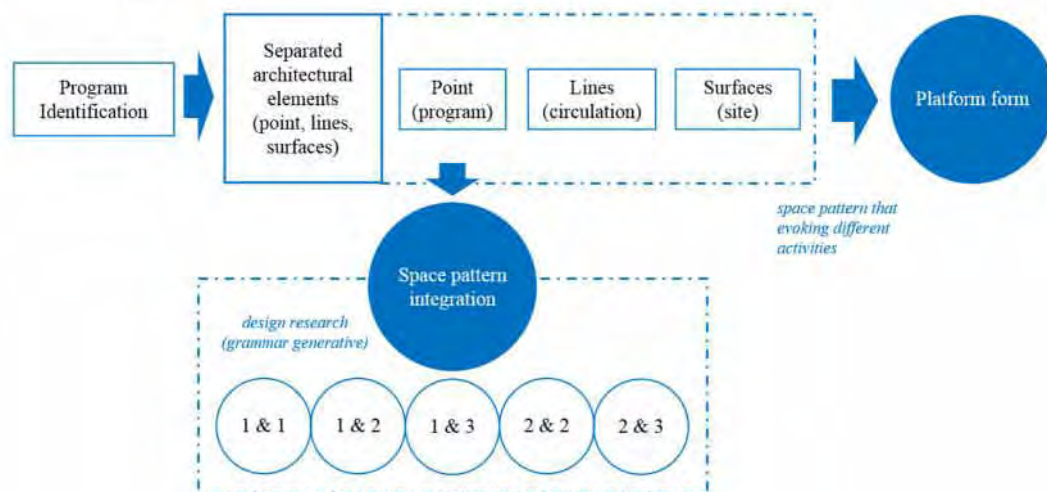 Program
Identification
Separated
architectural
elements
(point, lines,
surfaces)
Point
(program)
Lines
(circulation)
Surfaces
(site)
Platform form
space pattern that
evoking different
activities
Space pattern
integration
design research
(grammar generative)
1 & 1
1 & 2
1 & 3
2 & 2
2 & 3